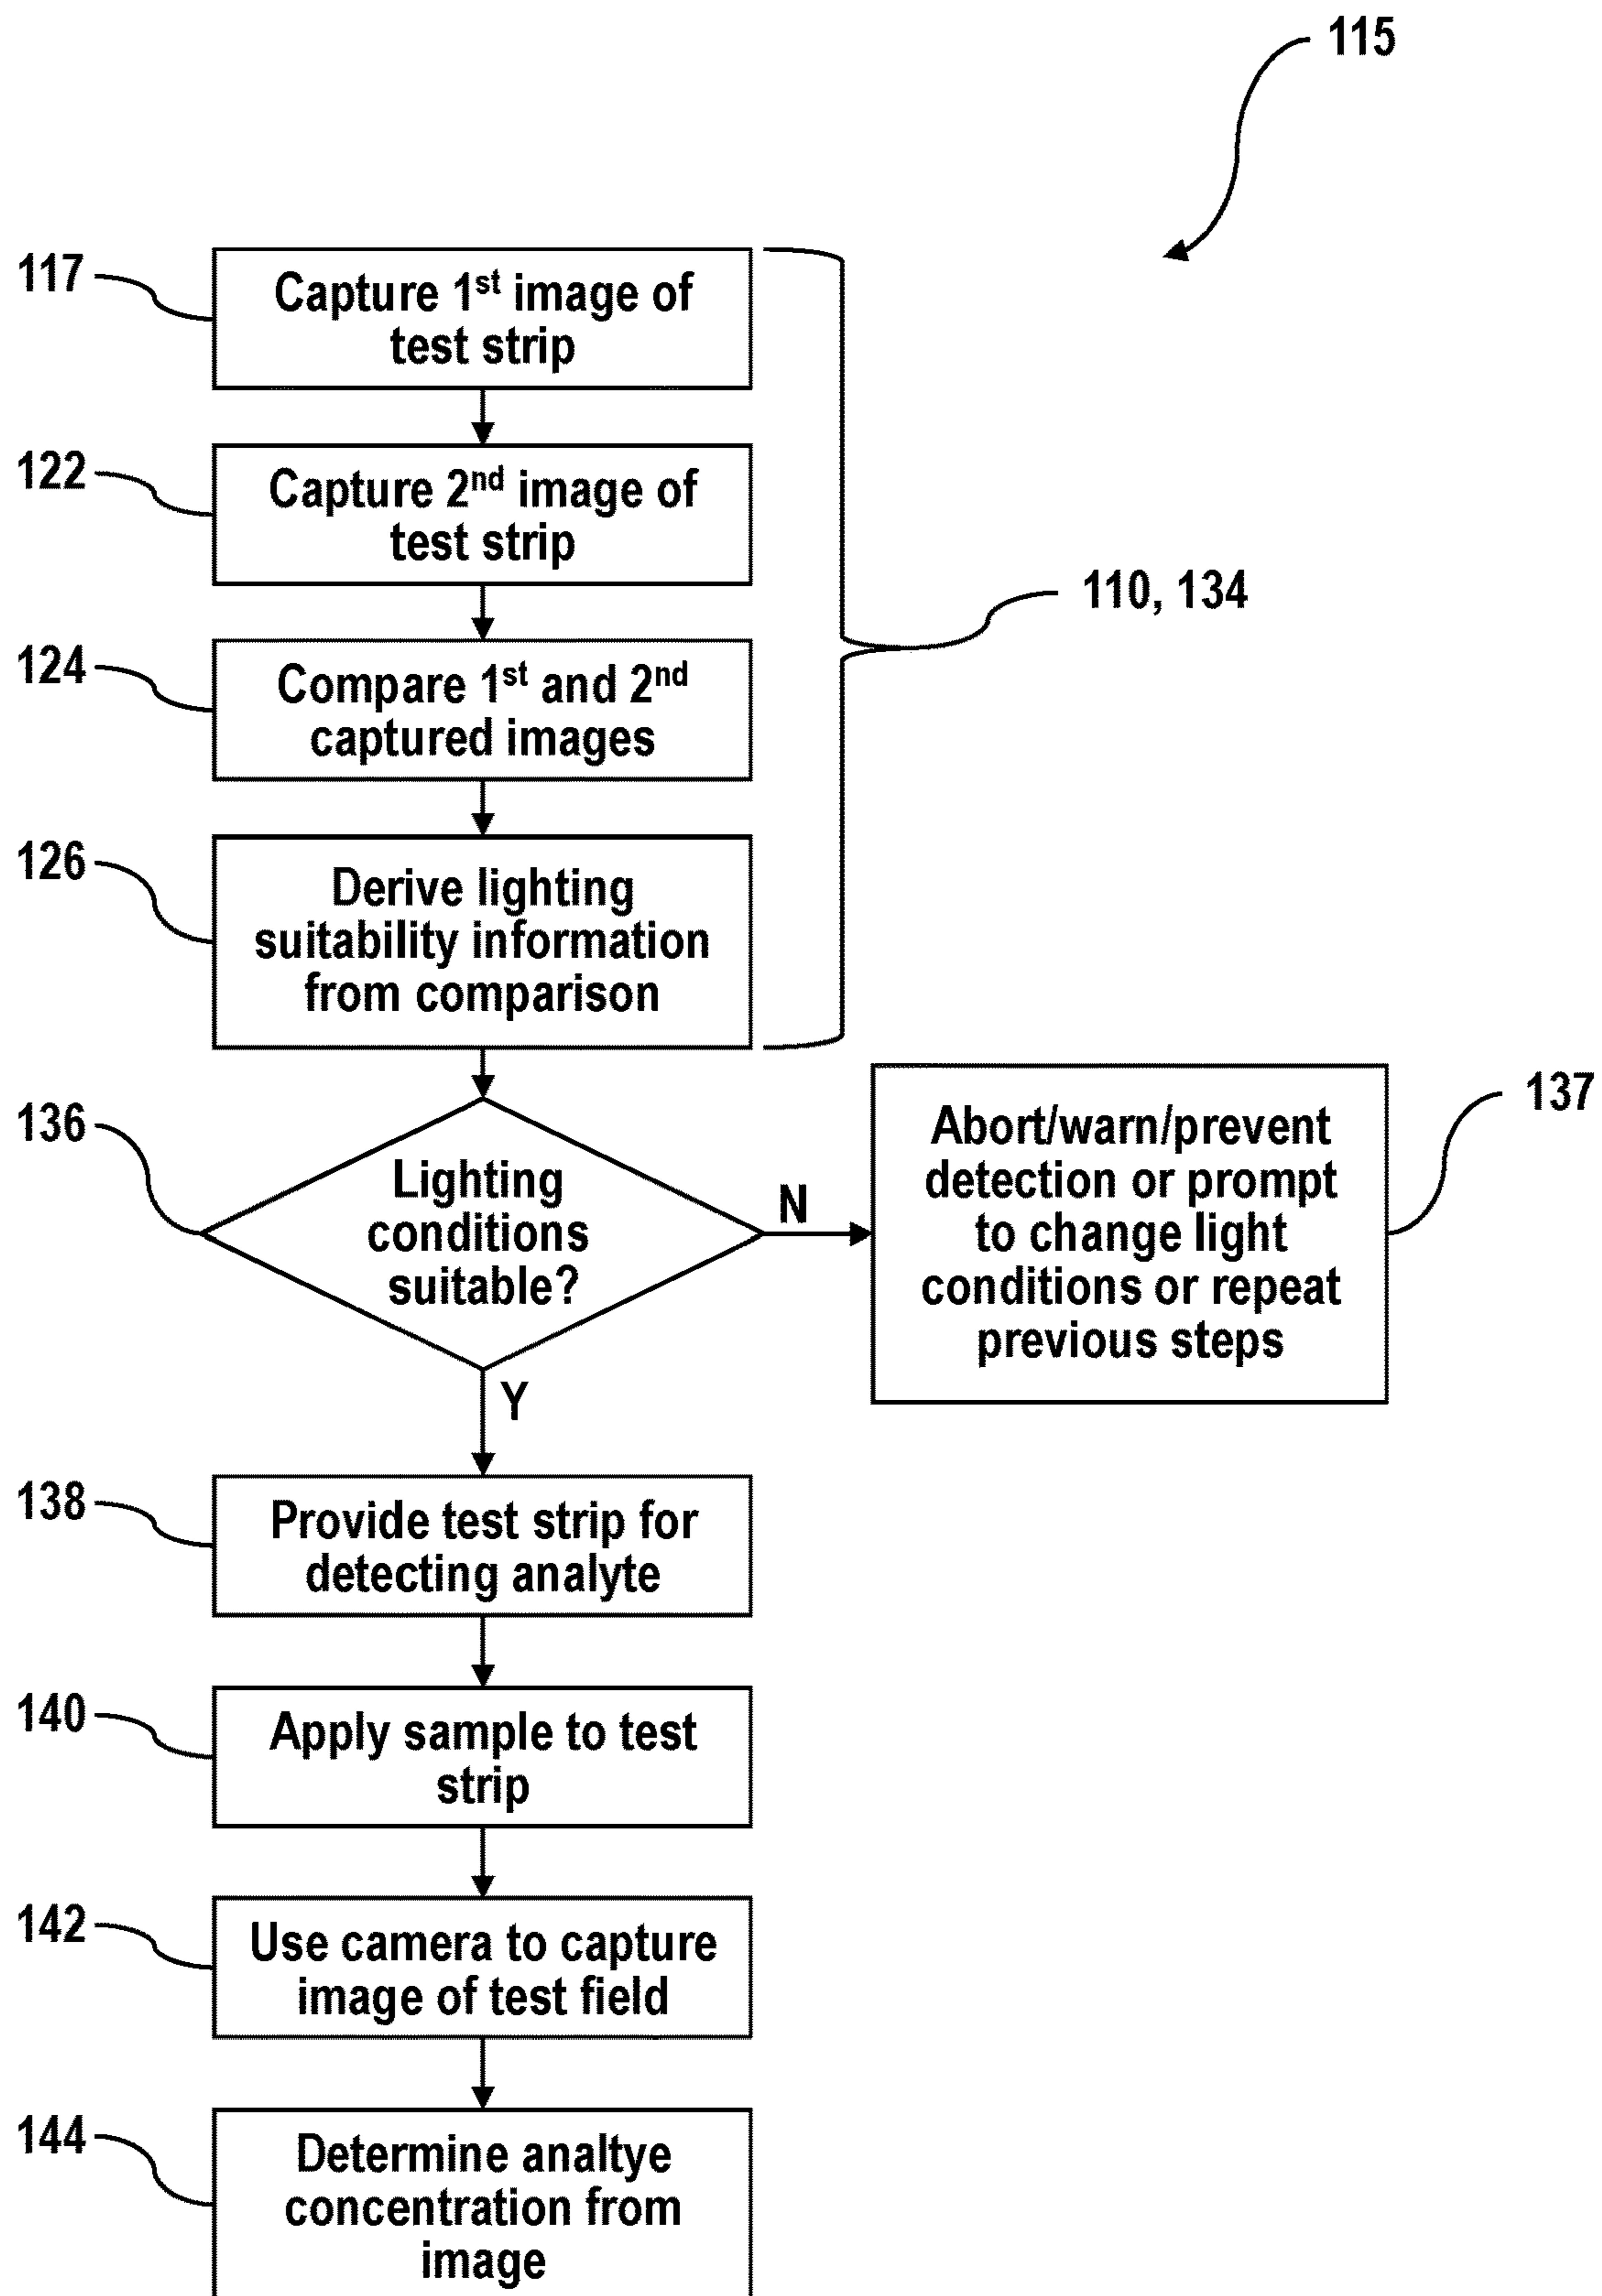 115
117
Capture 1st image of
test strip
122
Capture 2nd image of
test strip
110, 134
124
Compare 1st and 2nd
captured images
126
Derive lighting
suitability information
from comparison
136
Lighting
conditions
suitable?
N
137
Abort/warn/prevent
detection or prompt
to change light
conditions or repeat
previous steps
Y
138
Provide test strip for
detecting analyte
140
Apply sample to test
strip
142
Use camera to capture
image of test field
144
Determine analtye
concentration from
image